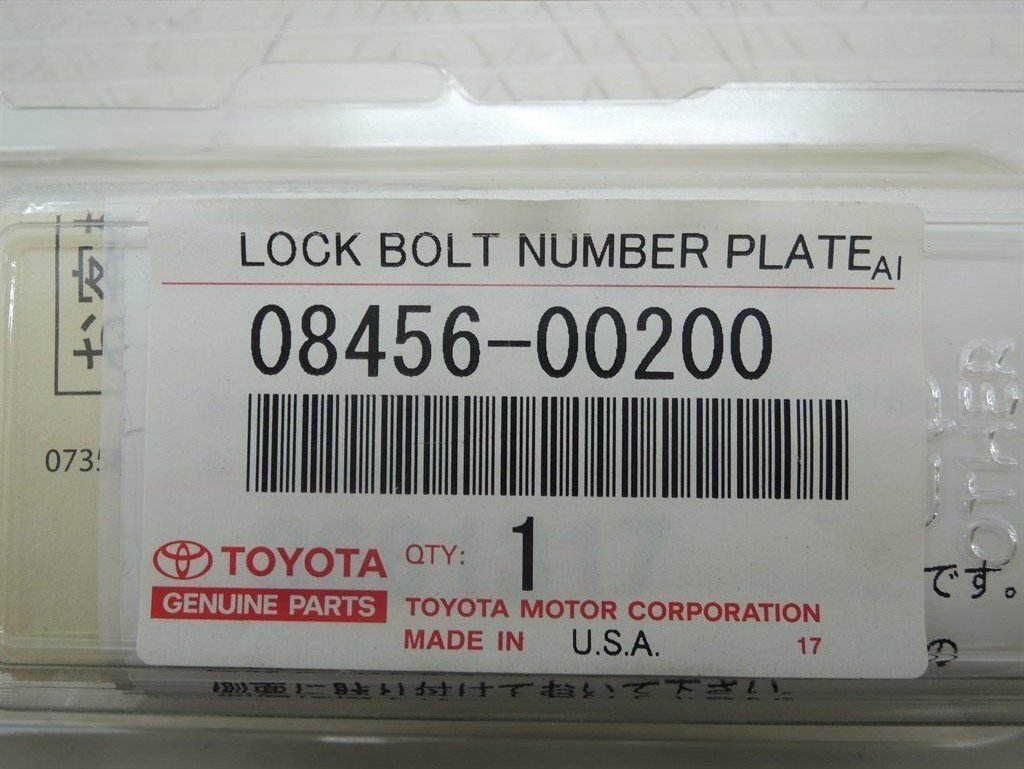 LOCK BOLT NUMBER PLATE AI
08456-00200
TOYOTA
GENUINE PARTS
QTY: 1
TOYOTA MOTOR CORPORATION
MADE IN U.S.A. 17
0735
です。